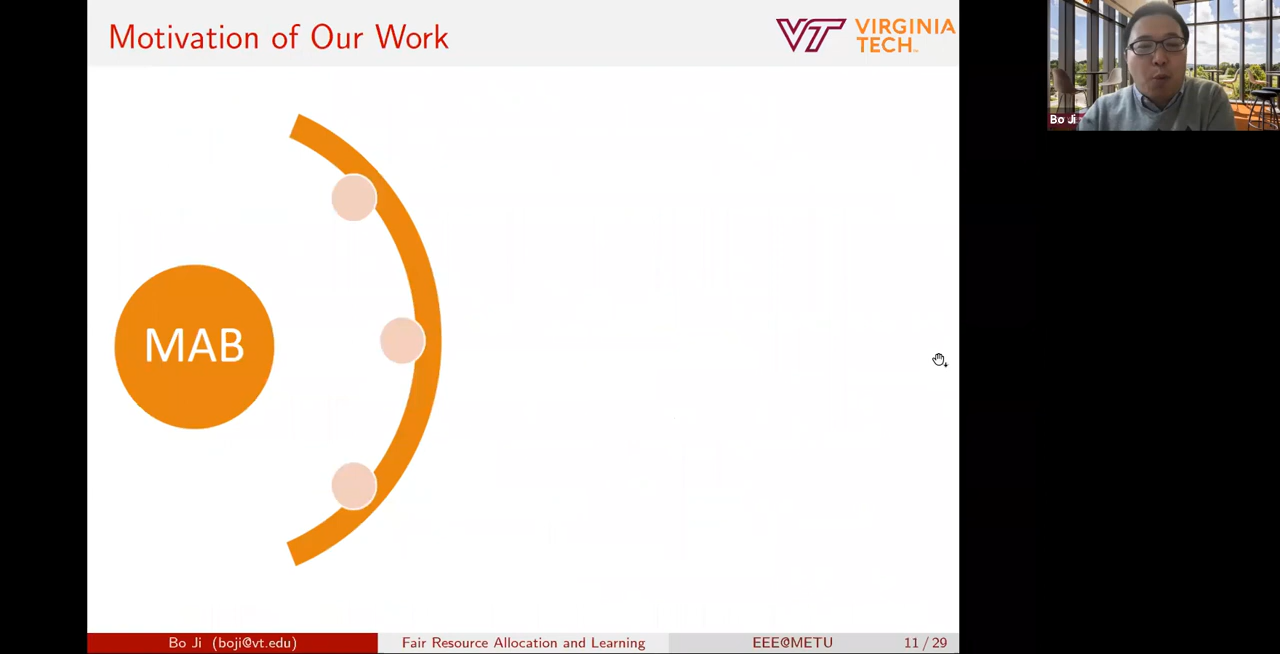 Motivation of Our Work
VT VIRGINIA
TECH
Bo Ji
MAB
Bo Ji (boji@vt.edu) Fair Resource Allocation and Learning EEE@METU 11 / 29